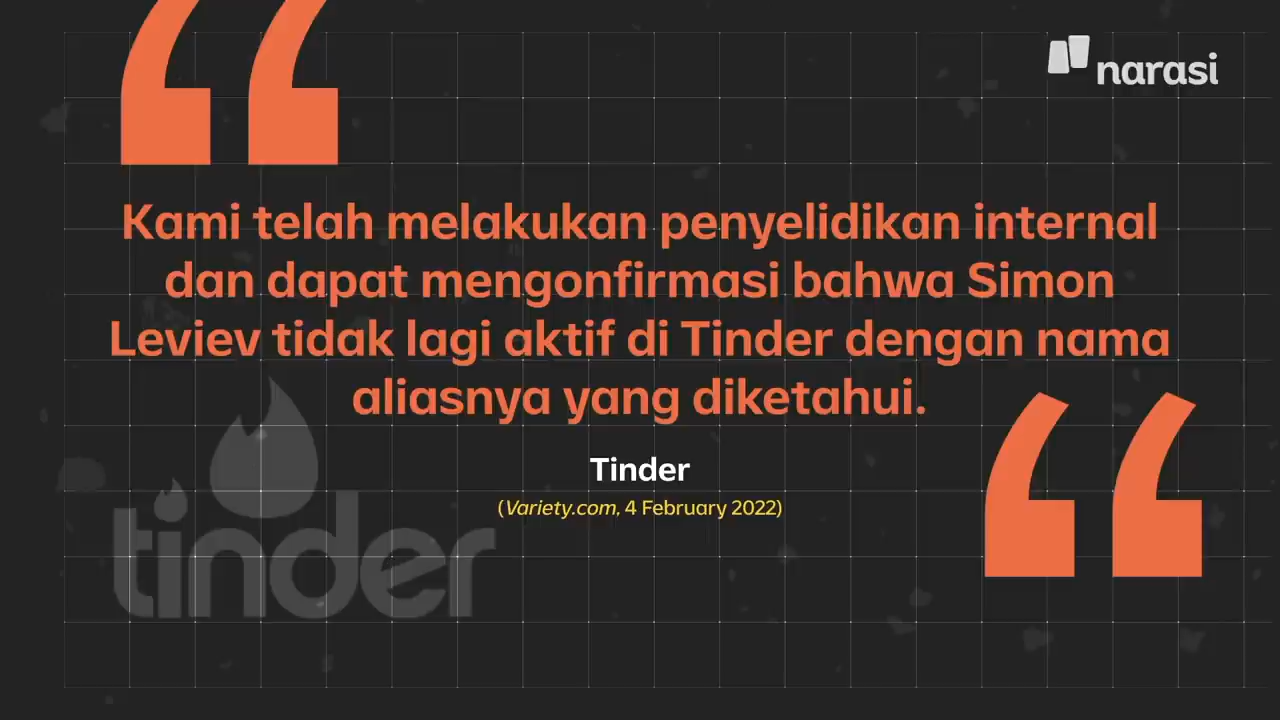 narasi
Kami telah melakukan penyelidikan internal
dan dapat mengonfirmasi bahwa Simon
Leviev tidak lagi aktif di Tinder dengan nama
aliasnya yang diketahui.
Tinder
(Variety.com, 4 February 2022)
tinder